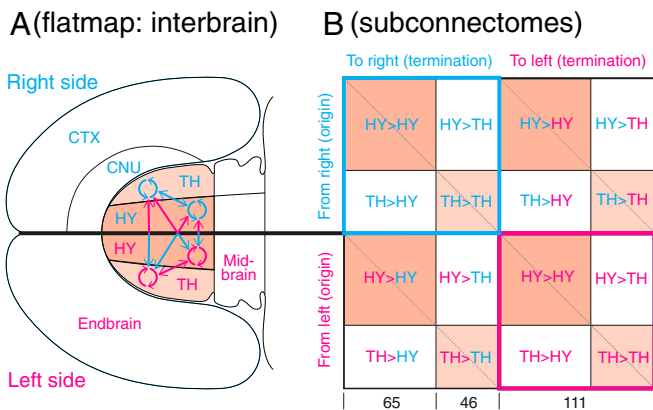 A(flatmap: interbrain)
Right side
CTX
CNU
TH
HY
HY
TH
Mid-
brain
Endbrain
Left side
B (subconnectomes)
To right (termination)
To left (termination)
From right (origin)
HY>HY
HY>TH
HY>HY
HY>TH
TH>HY
TH>TH
TH>HY
TH>TH
From left (origin)
HY>HY
HY>TH
HY>HY
HY>TH
TH>HY
TH>TH
TH>HY
TH>TH
65
46
111